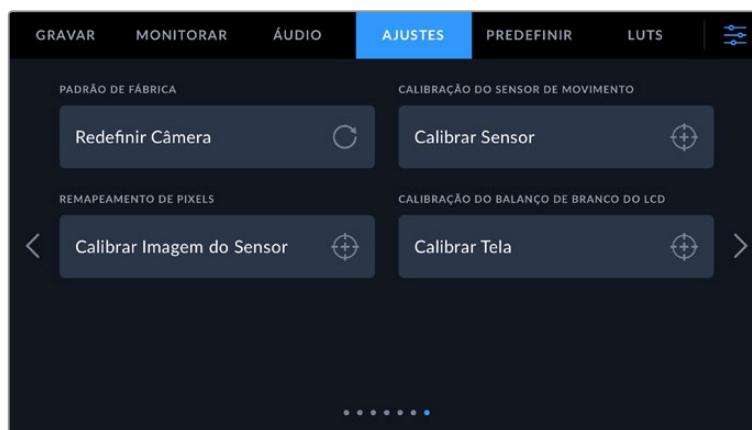 GRAVAR MONITORAR ÁUDIO AJUSTES PREDEFINIR LUTS
PADRÃO DE FÁBRICA CALIBRAÇÃO DO SENSOR DE MOVIMENTO
Redefinir Câmera Calibrar Sensor
REMAPEAMENTO DE PIXELS CALIBRAÇÃO DO BALANÇO DE BRANCO DO LCD
Calibrar Imagem do Sensor Calibrar Tela